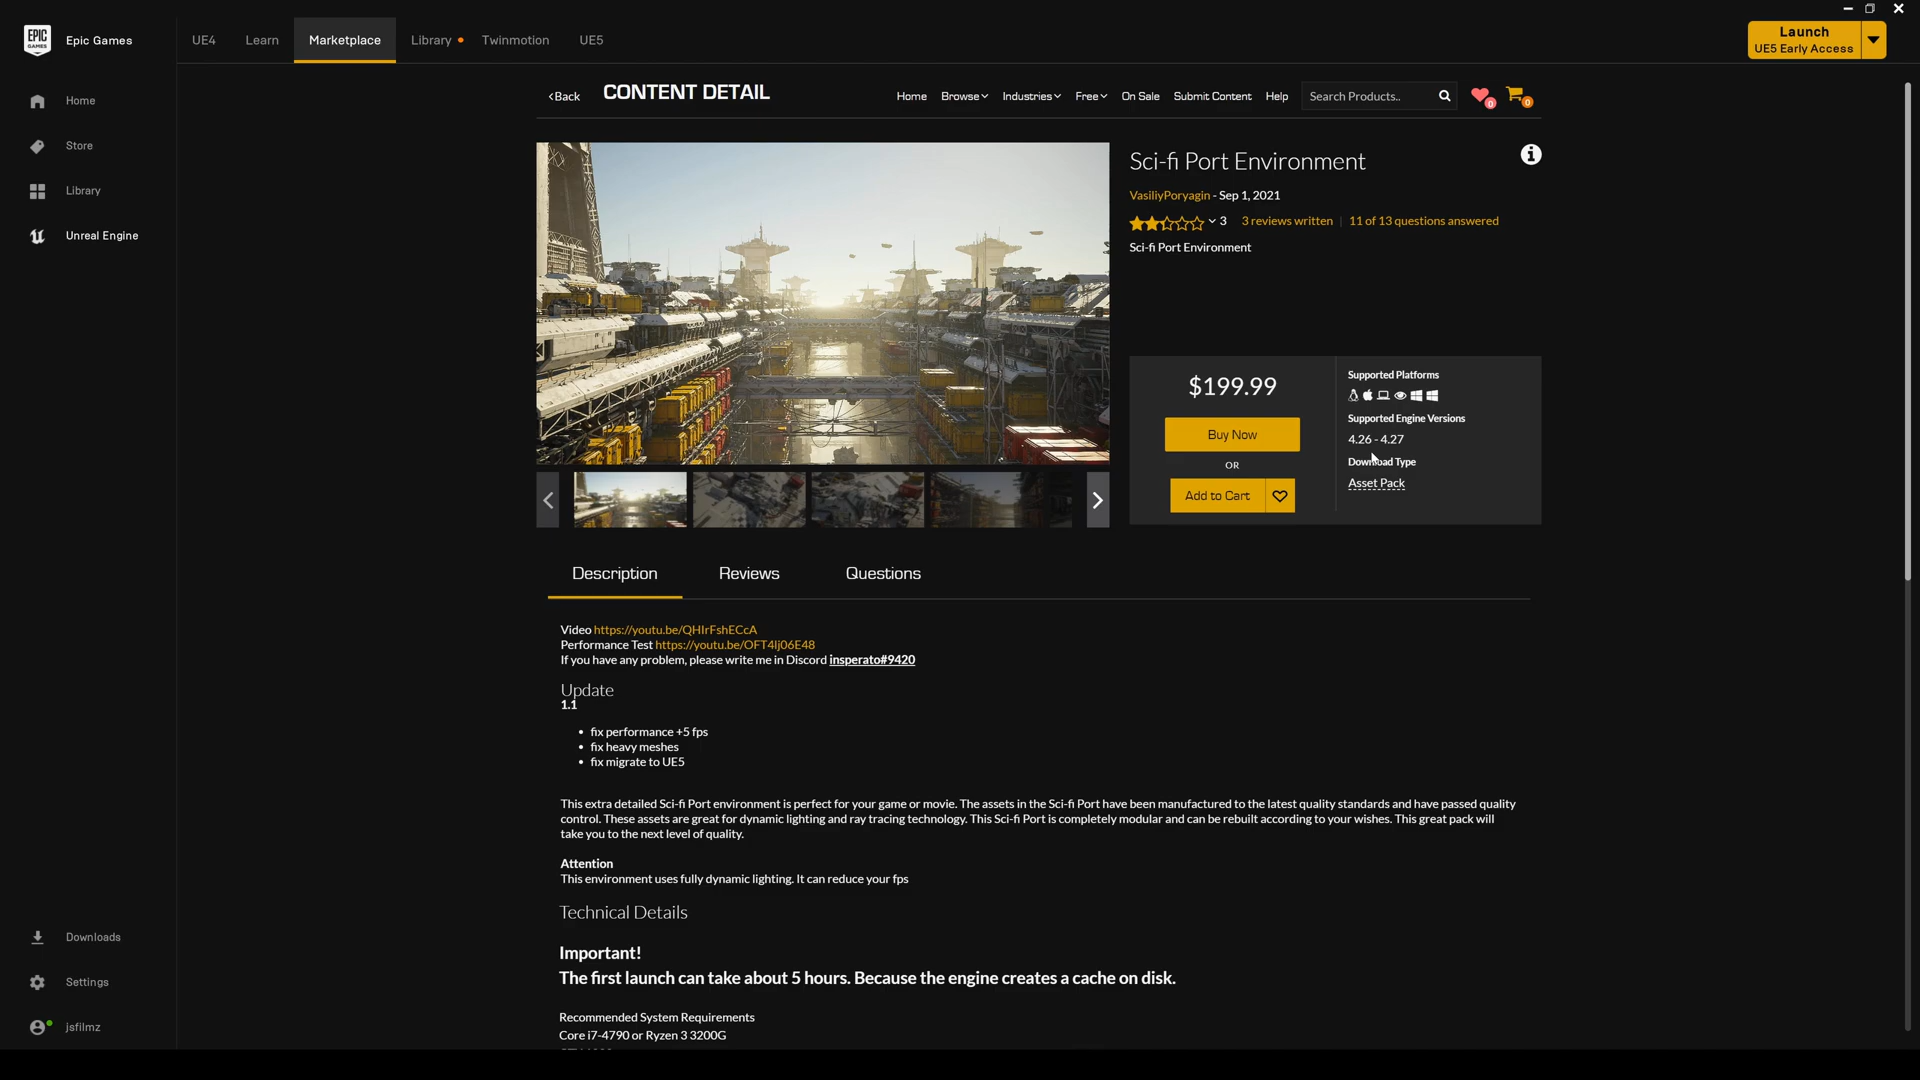 EPIC GAMES
Epic Games
UE4
Learn
Marketplace
Library
Twinmotion
UE5
Launch
UE5 Early Access
Home
Store
Library
Unreal Engine
Downloads
Settings
jsfilmz
Back
CONTENT DETAIL
Home
Browse
Industries
Free
On Sale
Submit Content
Help
Search Products..
0
0
Sci-fi Port Environment
VasiliyPoryagin - Sep 1, 2021
3
3 reviews written
11 of 13 questions answered
Sci-fi Port Environment
$199.99
Buy Now
OR
Add to Cart
Supported Platforms
Supported Engine Versions
4.26 - 4.27
Download Type
Asset Pack
Description
Reviews
Questions
Video https://youtu.be/QHIrFshECcA
Performance Test https://youtu.be/OFT4lj06E48
If you have any problem, please write me in Discord insperato#9420
Update
1.1
• fix performance +5 fps
• fix heavy meshes
• fix migrate to UE5
This extra detailed Sci-fi Port environment is perfect for your game or movie. The assets in the Sci-fi Port have been manufactured to the latest quality standards and have passed quality
control. These assets are great for dynamic lighting and ray tracing technology. This Sci-fi Port is completely modular and can be rebuilt according to your wishes. This great pack will
take you to the next level of quality.
Attention
This environment uses fully dynamic lighting. It can reduce your fps
Technical Details
Important!
The first launch can take about 5 hours. Because the engine creates a cache on disk.
Recommended System Requirements
Core i7-4790 or Ryzen 3 3200G